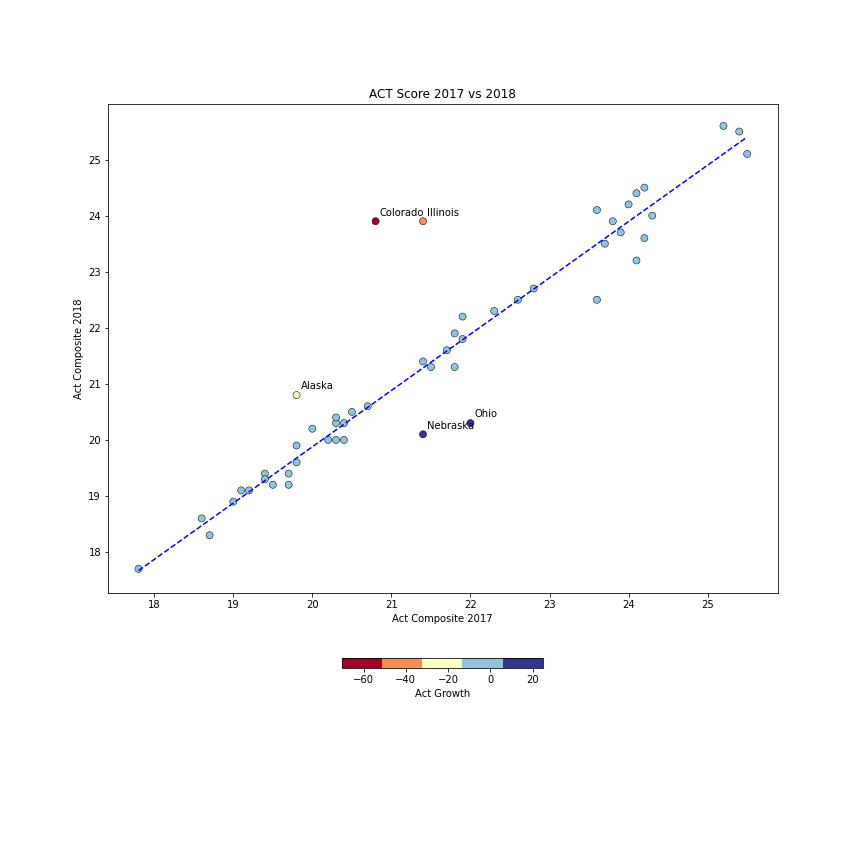 ACT Score 2017 vs 2018
Act Composite 2018
25
24
23
22
21
20
19
18
Colorado Illinois
Alaska
Ohio
Nebraska
18 19 20 21 22 23 24 25
Act Composite 2017
−60 −40 −20 0 20
Act Growth